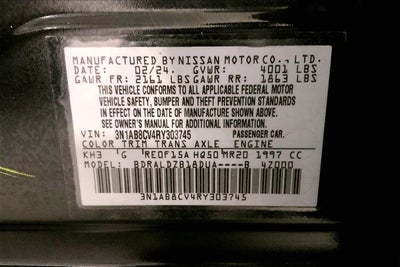 MANUFACTURED BY NISSAN MOTOR CO., LTD.
DATE: 02/24. GVWR: 4001 LBS
GAWR FR: 2161 LBS GAWR RR: 1863 LBS
THIS VEHICLE CONFORMS TO ALL APPLICABLE FEDERAL MOTOR
VEHICLE SAFETY, BUMPER AND THEFT PREVENTION STANDARDS
IN EFFECT ON THE DATE OF MANUFACTURE SHOWN ABOVE.
SEE OWNER'S MANUAL FOR ADDITIONAL INFORMATION
VIN: 3N1AB8CV4RY303745 PASSENGER CAR.
COLOR TRIM TRANS AXLE ENGINE
KH3 G RE0F15A HQ50 MR20 1997 CC
MODEL: BDRALDZB18DUA----B 4Z000
3N1AB8CV4RY303745